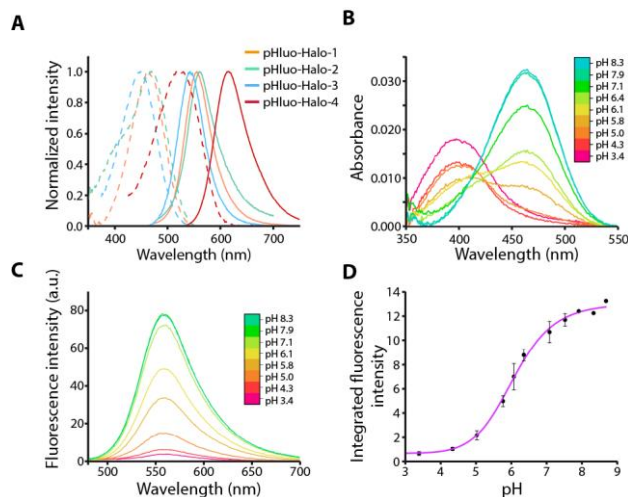 A
Normalized intensity
1.0
0.8
0.6
0.4
0.2
0.0
400
500
600
700
Wavelength (nm)
pHluo-Halo-1
pHluo-Halo-2
pHluo-Halo-3
pHluo-Halo-4
B
Absorbance
0.030
0.020
0.010
0.000
350
400
450
500
550
Wavelength (nm)
pH 8.3
pH 7.9
pH 7.1
pH 6.4
pH 6.1
pH 5.8
pH 5.0
pH 4.3
pH 3.4
C
Fluorescence intensity (a.u.)
80
60
40
20
0
500
550
600
650
700
Wavelength (nm)
pH 8.3
pH 7.9
pH 7.1
pH 6.1
pH 5.8
pH 5.0
pH 4.3
pH 3.4
D
Integrated fluorescence
intensity
14
12
10
8
6
4
2
0
3
4
5
6
7
8
9
pH